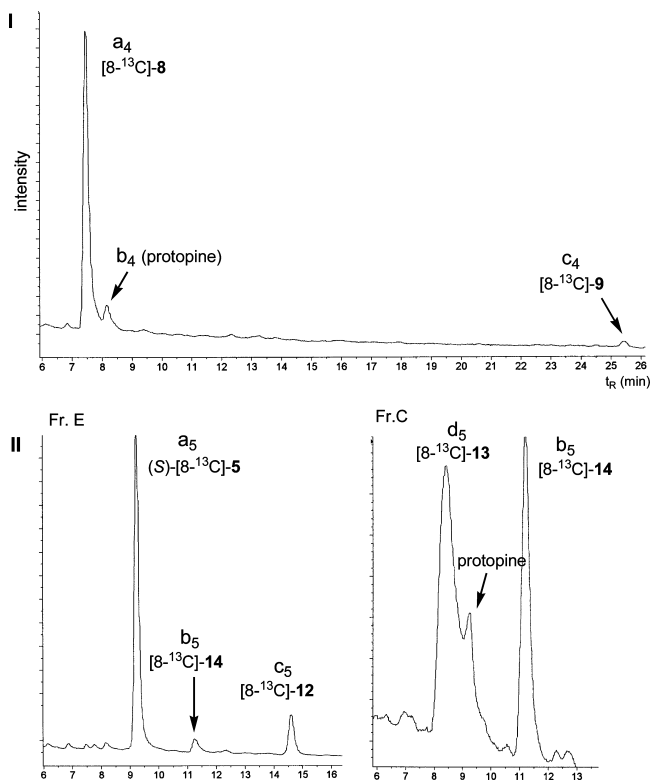 I
a4
[8-13C]-8
intensity
b4 (protopine)
c4
[8-13C]-9
6 7 8 9 10 11 12 13 14 15 16 17 18 19 20 21 22 23 24 25 26
tR (min)
II
Fr. E
a5
(S)-[8-13C]-5
b5
[8-13C]-14
c5
[8-13C]-12
6 7 8 9 10 11 12 13 14 15 16
Fr.C
d5
[8-13C]-13
b5
[8-13C]-14
protopine
6 7 8 9 10 11 12 13